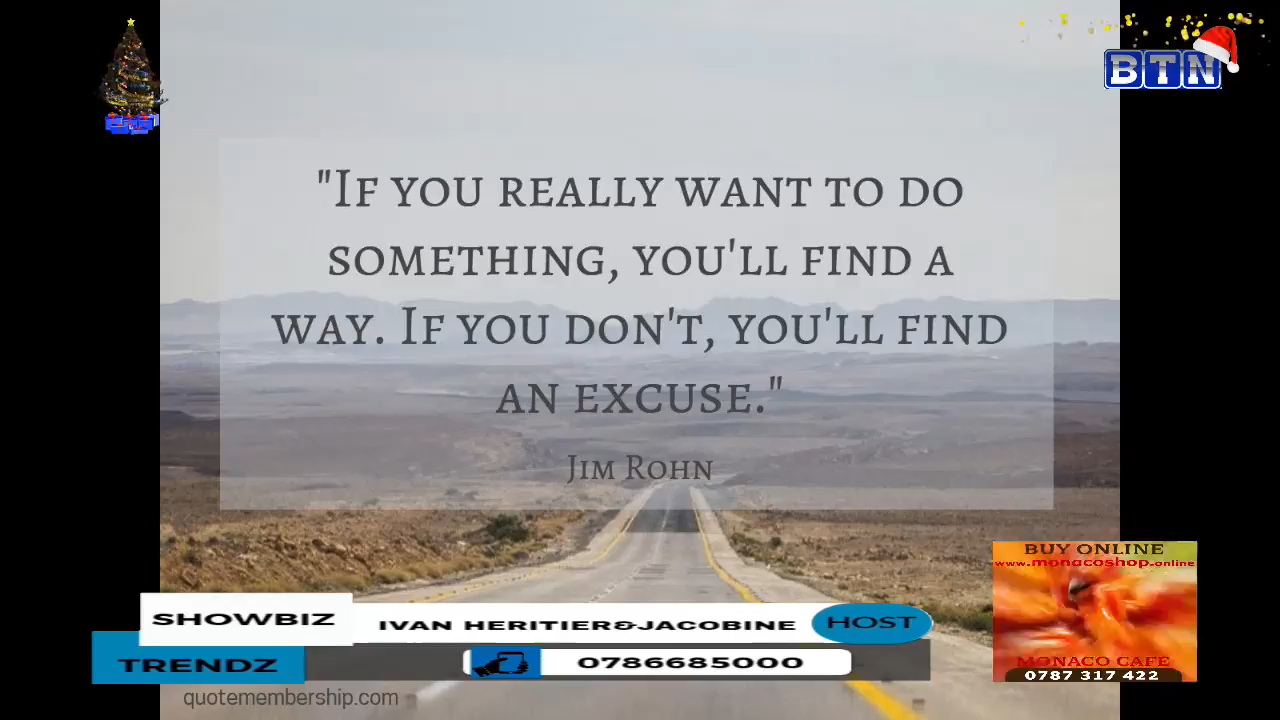 BTN
"If you really want to do
something, you'll find a
way. If you don't, you'll find
an excuse."
Jim Rohn
BUY ONLINE
www.monacoshop.online
MONACO CAFE
0787 317 422
SHOWBIZ
TRENDZ
IVAN HERITIER&JACOBINE
HOST
0786685000
quotemembership.com